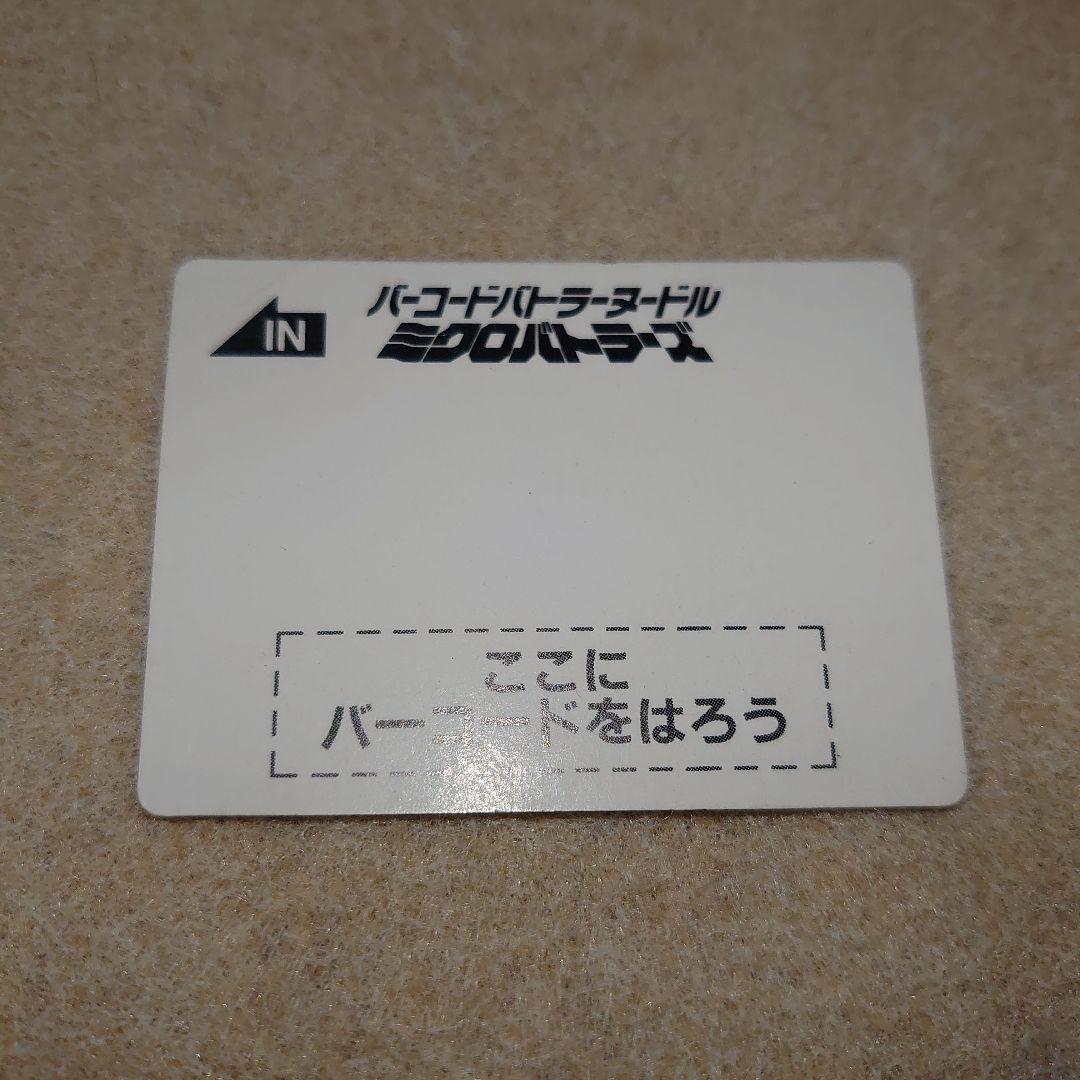 IN
バーコードバトラーヌードル
ミクロバトラーズ
ここに
バーコードをはろう